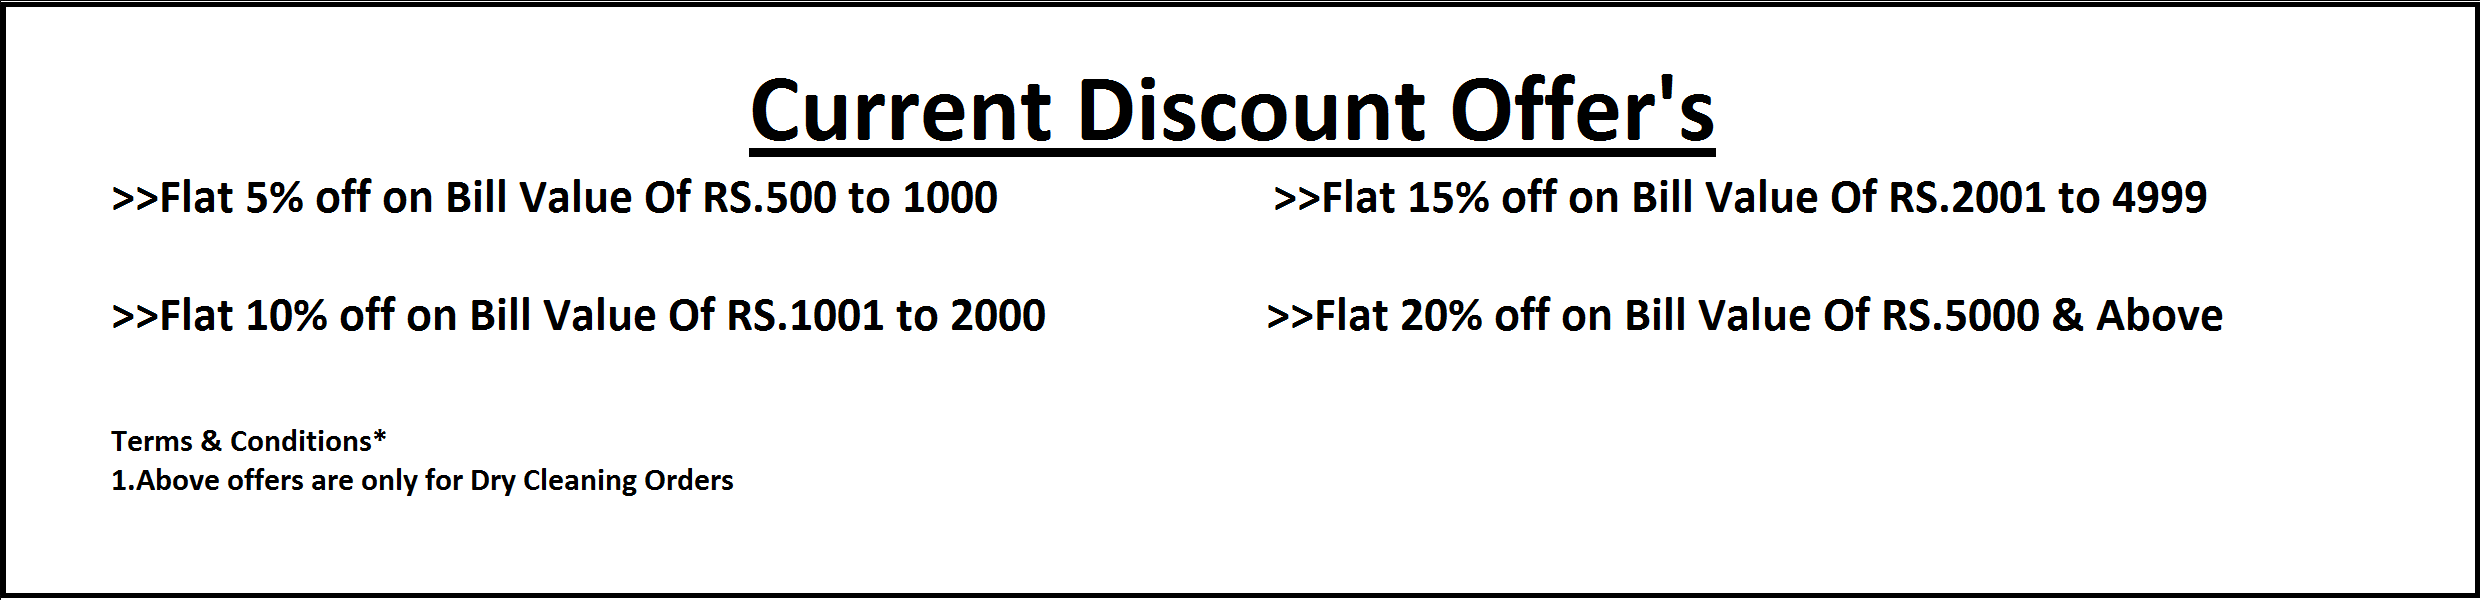 Current Discount Offer's
>>Flat 5% off on Bill Value Of RS.500 to 1000
>>Flat 15% off on Bill Value Of RS.2001 to 4999
>>Flat 10% off on Bill Value Of RS.1001 to 2000
>>Flat 20% off on Bill Value Of RS.5000 & Above
Terms & Conditions*
1.Above offers are only for Dry Cleaning Orders